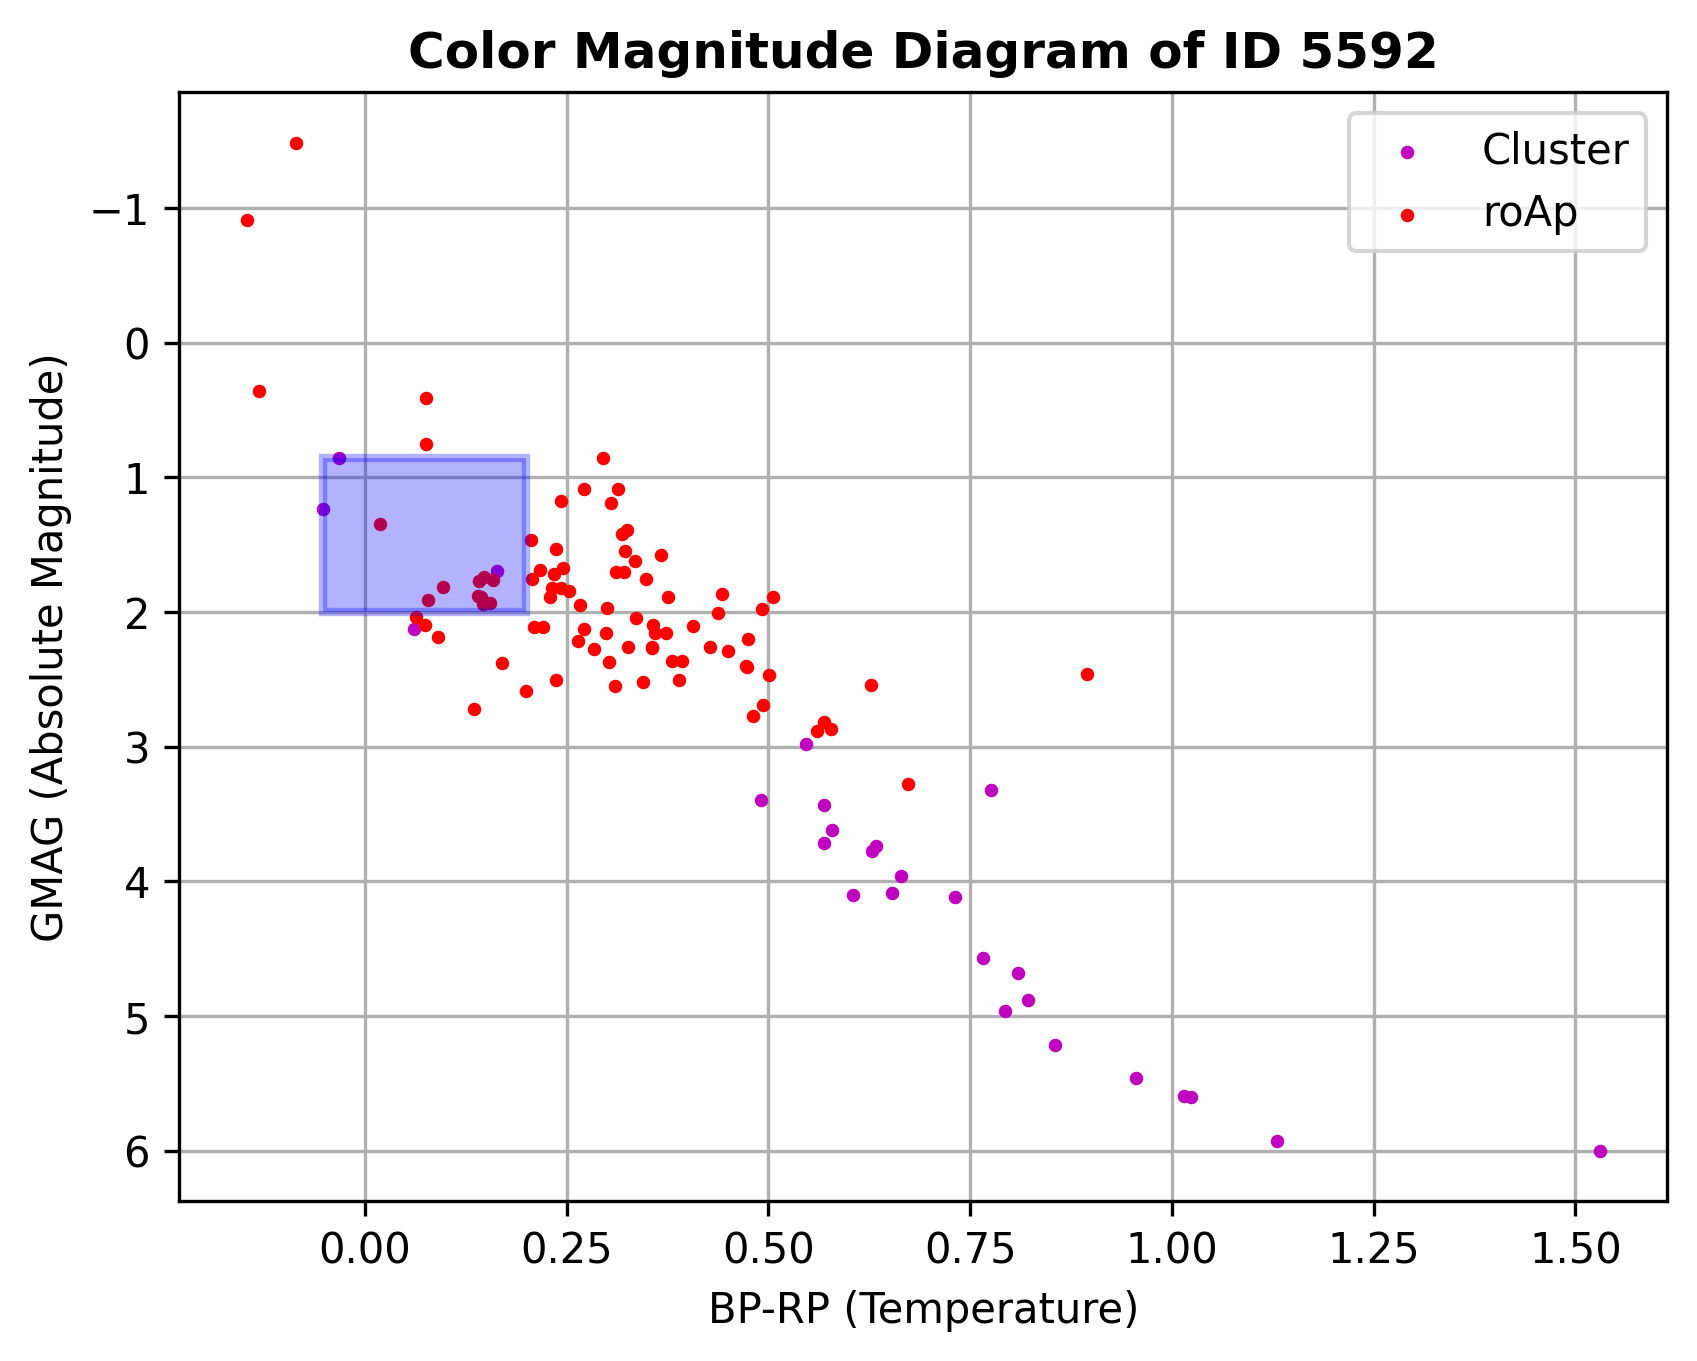 Color Magnitude Diagram of ID 5592
Cluster
roAp
−1
0
1
2
3
4
5
6
GMAG (Absolute Magnitude)
0.00 0.25 0.50 0.75 1.00 1.25 1.50
BP-RP (Temperature)